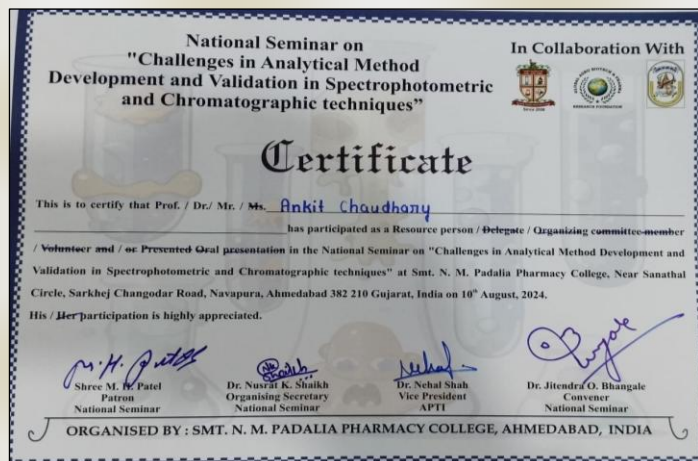 National Seminar on
"Challenges in Analytical Method
Development and Validation in Spectrophotometric
and Chromatographic techniques”
In Collaboration With
Certificate
This is to certify that Prof. / Dr./ Mr. / Ms. Ankit Chaudhary
has participated as a Resource person / Delegate / Organizing committee member
/ Volunteer and / or Presented Oral presentation in the National Seminar on "Challenges in Analytical Method Development and
Validation in Spectrophotometric and Chromatographic techniques" at Smt. N. M. Padalia Pharmacy College, Near Sanathal
Circle, Sarkhej Changodar Road, Navapura, Ahmedabad 382 210 Gujarat, India on 10th August, 2024.
His / Her participation is highly appreciated.
Shree M. H. Patel
Patron
National Seminar
Dr. Nusrat K. Shaikh
Organising Secretary
National Seminar
Dr. Nehal Shah
Vice President
APTI
Dr. Jitendra O. Bhangale
Convener
National Seminar
ORGANISED BY : SMT. N. M. PADALIA PHARMACY COLLEGE, AHMEDABAD, INDIA